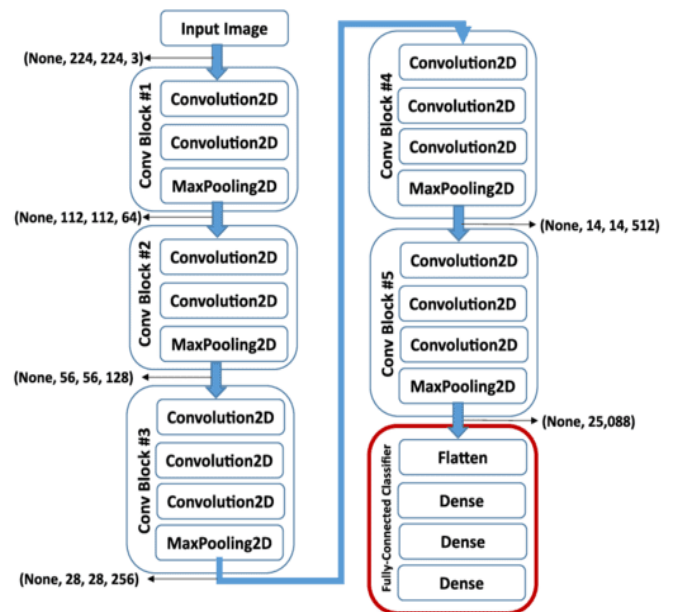 Input Image
(None, 224, 224, 3)
Conv Block #1
Convolution2D
Convolution2D
MaxPooling2D
(None, 112, 112, 64)
Conv Block #2
Convolution2D
Convolution2D
MaxPooling2D
(None, 56, 56, 128)
Conv Block #3
Convolution2D
Convolution2D
Convolution2D
MaxPooling2D
(None, 28, 28, 256)
Conv Block #4
Convolution2D
Convolution2D
Convolution2D
MaxPooling2D
(None, 14, 14, 512)
Conv Block #5
Convolution2D
Convolution2D
Convolution2D
MaxPooling2D
(None, 25,088)
Fully-Connected Classifier
Flatten
Dense
Dense
Dense